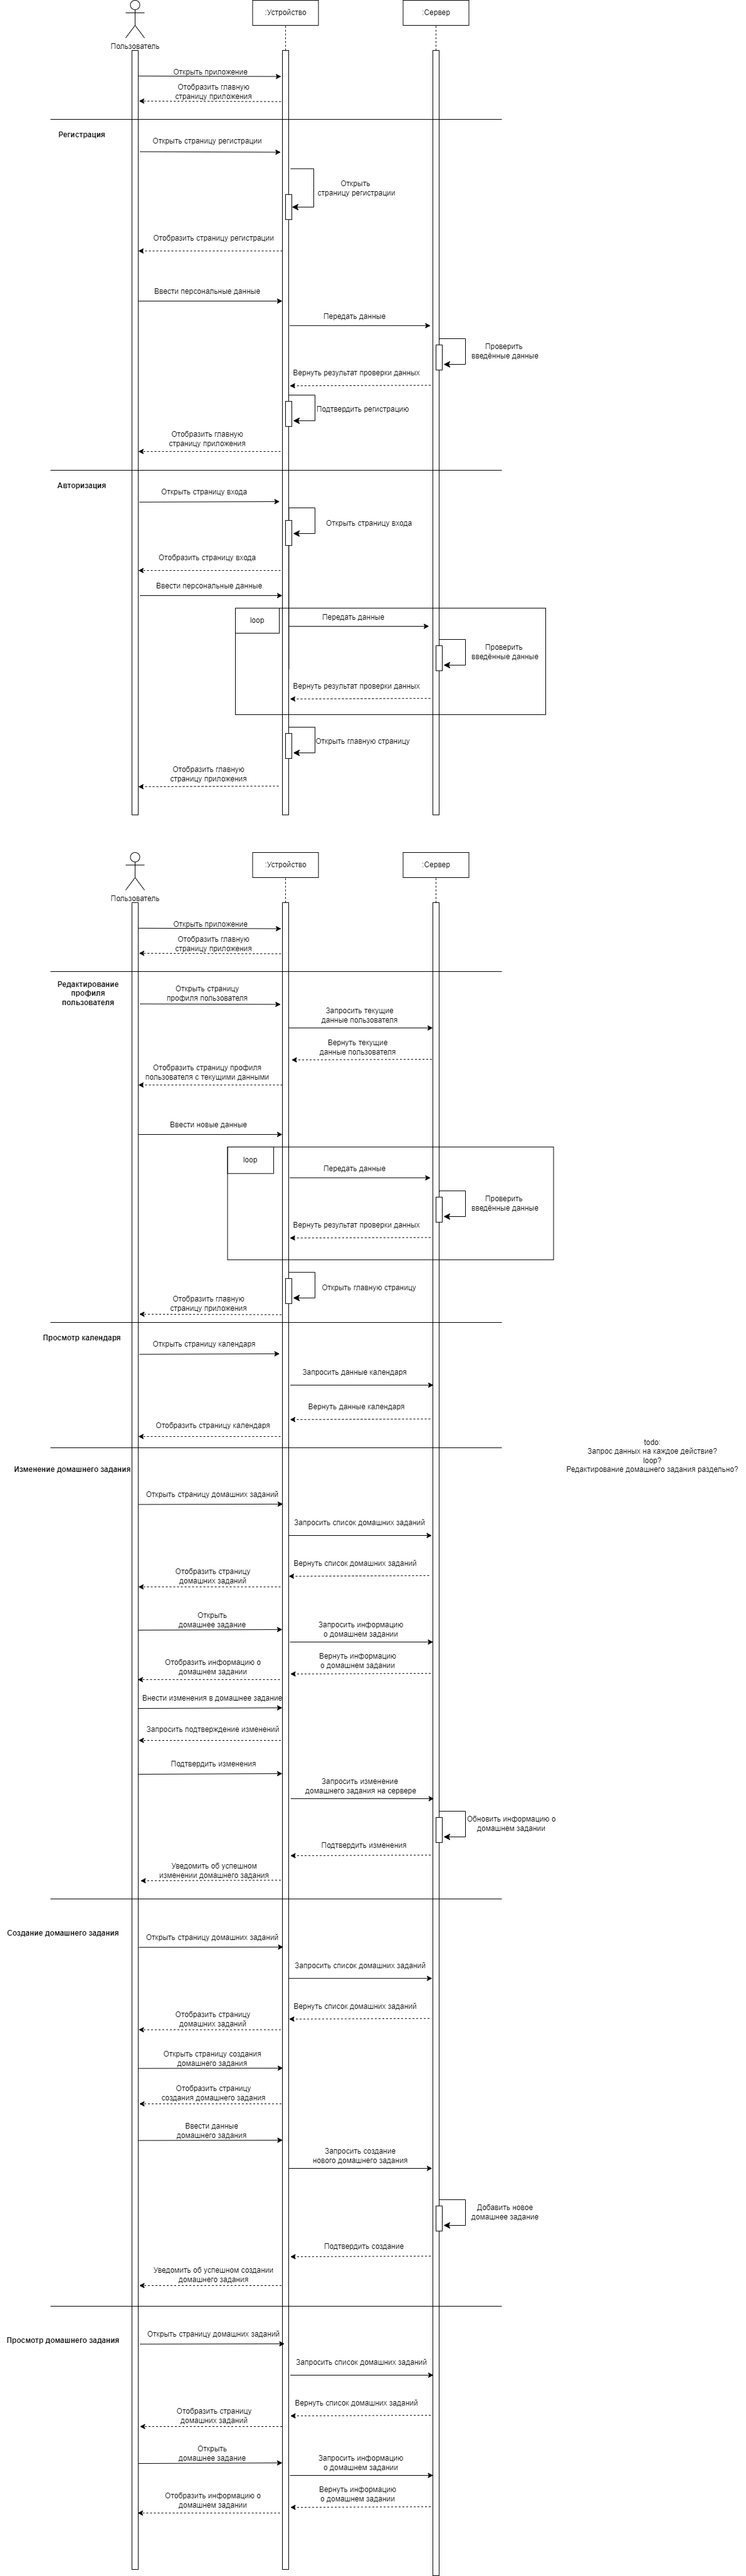 :Устройство
:Сервер
Пользователь
Открыть приложение
Отобразить главную
страницу приложения
Регистрация
Открыть страницу регистрации
Открыть
страницу регистрации
Отобразить страницу регистрации
Ввести персональные данные
Передать данные
Проверить
введённые данные
Вернуть результат проверки данных
Подтвердить регистрацию
Отобразить главную
страницу приложения
Авторизация
Открыть страницу входа
Открыть страницу входа
Отобразить страницу входа
Ввести персональные данные
loop
Передать данные
Проверить
введённые данные
Вернуть результат проверки данных
Открыть главную страницу
Отобразить главную
страницу приложения
:Устройство
:Сервер
Пользователь
Открыть приложение
Отобразить главную
страницу приложения
Редактирование
профиля
пользователя
Открыть страницу
профиля пользователя
Запросить текущие
данные пользователя
Вернуть текущие
данные пользователя
Отобразить страницу профиля
пользователя с текущими данными
Ввести новые данные
loop
Передать данные
Проверить
введённые данные
Вернуть результат проверки данных
Открыть главную страницу
Отобразить главную
страницу приложения
Просмотр календаря
Открыть страницу календаря
Запросить данные календаря
Вернуть данные календаря
Отобразить страницу календаря
todo:
Запрос данных на каждое действие?
loop?
Редактирование домашнего задания раздельно?
Изменение домашнего задания
Открыть страницу домашних заданий
Запросить список домашних заданий
Вернуть список домашних заданий
Отобразить страницу
домашних заданий
Открыть
домашнее задание
Запросить информацию
о домашнем задании
Вернуть информацию
о домашнем задании
Отобразить информацию о
домашнем задании
Внести изменения в домашнее задание
Запросить подтверждение изменений
Подтвердить изменения
Запросить изменение
домашнего задания на сервере
Обновить информацию о
домашнем задании
Подтвердить изменения
Уведомить об успешном
изменении домашнего задания
Создание домашнего задания
Открыть страницу домашних заданий
Запросить список домашних заданий
Вернуть список домашних заданий
Отобразить страницу
домашних заданий
Открыть страницу создания
домашнего задания
Отобразить страницу
создания домашнего задания
Ввести данные
домашнего задания
Запросить создание
нового домашнего задания
Добавить новое
домашнее задание
Подтвердить создание
Уведомить об успешном создании
домашнего задания
Просмотр домашнего задания
Открыть страницу домашних заданий
Запросить список домашних заданий
Вернуть список домашних заданий
Отобразить страницу
домашних заданий
Открыть
домашнее задание
Запросить информацию
о домашнем задании
Вернуть информацию
о домашнем задании
Отобразить информацию о
домашнем задании